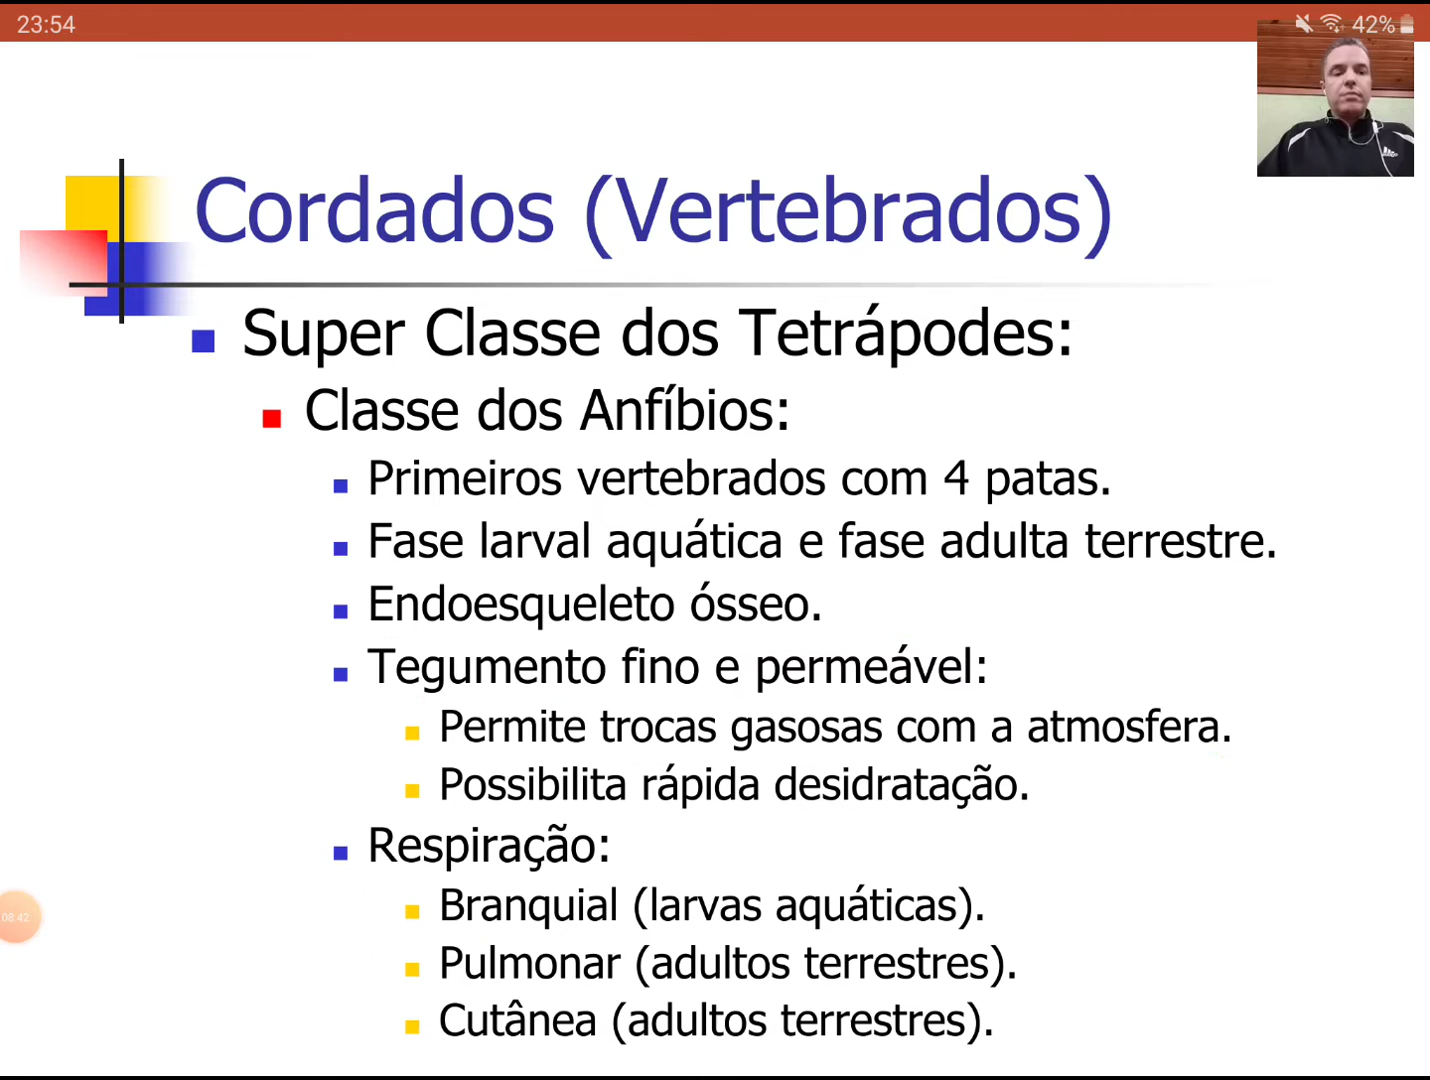 23:54
42%
Cordados (Vertebrados)
Super Classe dos Tetrápodes:
Classe dos Anfíbios:
Primeiros vertebrados com 4 patas.
Fase larval aquática e fase adulta terrestre.
Endoesqueleto ósseo.
Tegumento fino e permeável:
Permite trocas gasosas com a atmosfera.
Possibilita rápida desidratação.
Respiração:
Branquial (larvas aquáticas).
08:42
Pulmonar (adultos terrestres).
Cutânea (adultos terrestres).